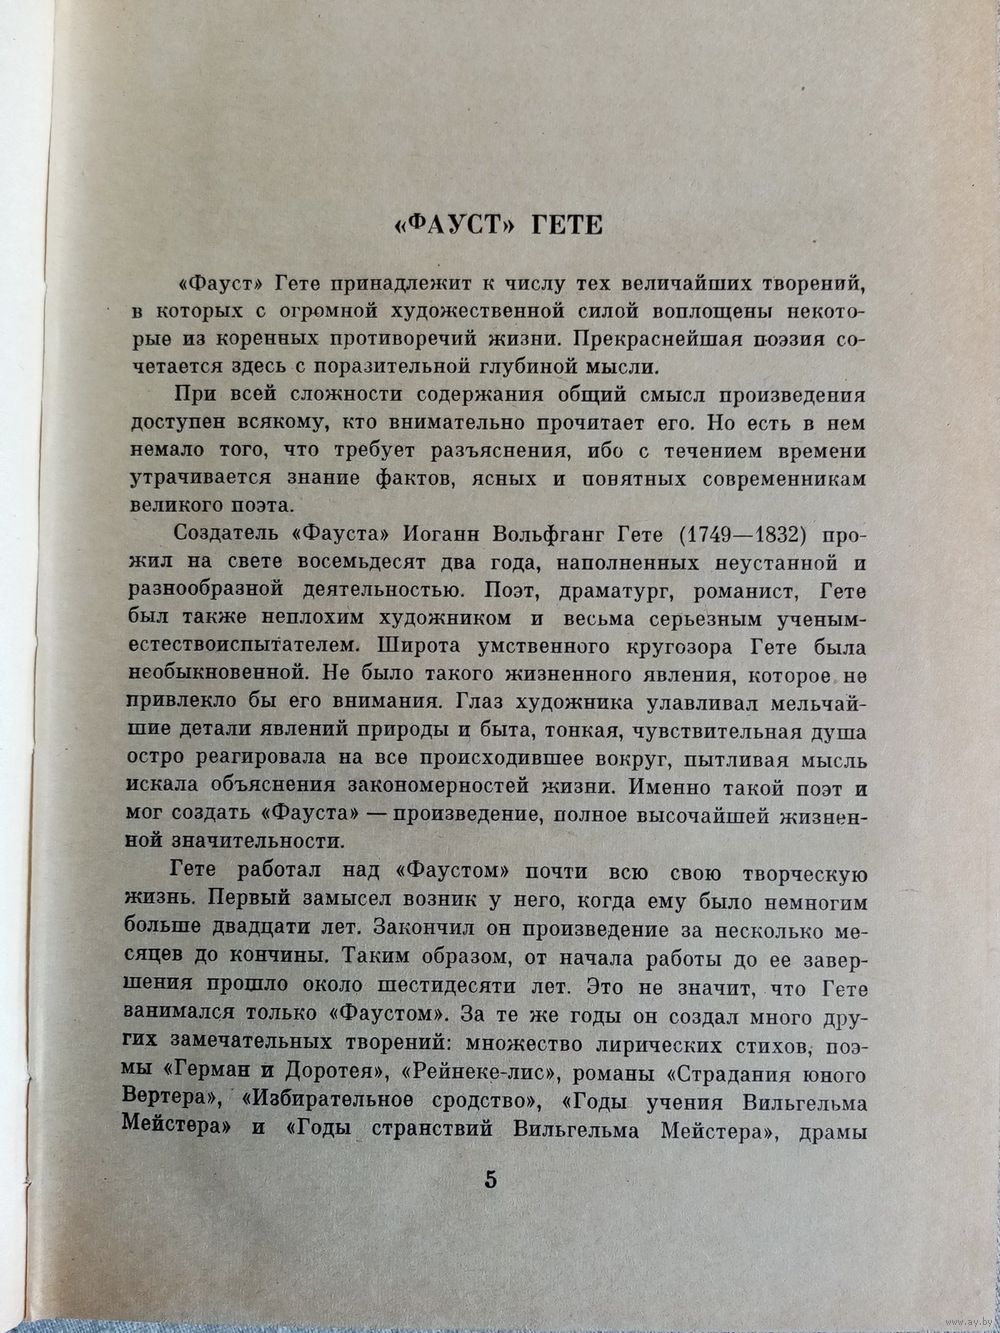 «ФАУСТ» ГЕТЕ
«Фауст» Гете принадлежит к числу тех величайших творений,
в которых с огромной художественной силой воплощены некото-
рые из коренных противоречий жизни. Прекраснейшая поэзия со-
четается здесь с поразительной глубиной мысли.
При всей сложности содержания общий смысл произведения
доступен всякому, кто внимательно прочитает его. Но есть в нем
немало того, что требует разъяснения, ибо с течением времени
утрачивается знание фактов, ясных и понятных современникам
великого поэта.
Создатель «Фауста» Иоганн Вольфганг Гете (1749—1832) про-
жил на свете восемьдесят два года, наполненных неустанной и
разнообразной деятельностью. Поэт, драматург, романист, Гете
был также неплохим художником и весьма серьезным ученым-
естествоиспытателем. Широта умственного кругозора Гете была
необыкновенной. Не было такого жизненного явления, которое не
привлекло бы его внимания. Глаз художника улавливал мельчай-
шие детали явлений природы и быта, тонкая, чувствительная душа
остро реагировала на все происходившее вокруг, пытливая мысль
искала объяснения закономерностей жизни. Именно такой поэт и
мог создать «Фауста» — произведение, полное высочайшей жизнен-
ной значительности.
Гете работал над «Фаустом» почти всю свою творческую
жизнь. Первый замысел возник у него, когда ему было немногим
больше двадцати лет. Закончил он произведение за несколько ме-
сяцев до кончины. Таким образом, от начала работы до ее завер-
шения прошло около шестидесяти лет. Это не значит, что Гете
занимался только «Фаустом». За те же годы он создал много дру-
гих замечательных творений: множество лирических стихов, поэ-
мы «Герман и Доротея», «Рейнеке-лис», романы «Страдания юного
Вертера», «Избирательное сродство», «Годы учения Вильгельма
Мейстера» и «Годы странствий Вильгельма Мейстера», драмы
5
www.ay.by